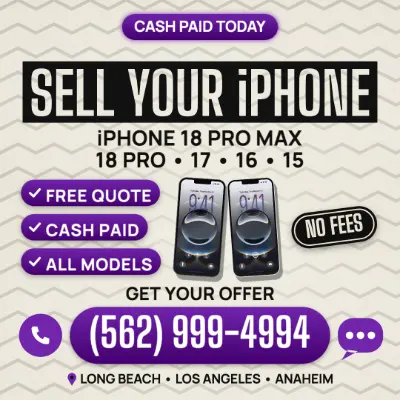 CASH PAID TODAY
SELL YOUR iPHONE
iPHONE 18 PRO MAX
18 PRO • 17 • 16 • 15
FREE QUOTE
CASH PAID
ALL MODELS
9:41
9:41
NO FEES
GET YOUR OFFER
(562) 999-4994
LONG BEACH • LOS ANGELES • ANAHEIM